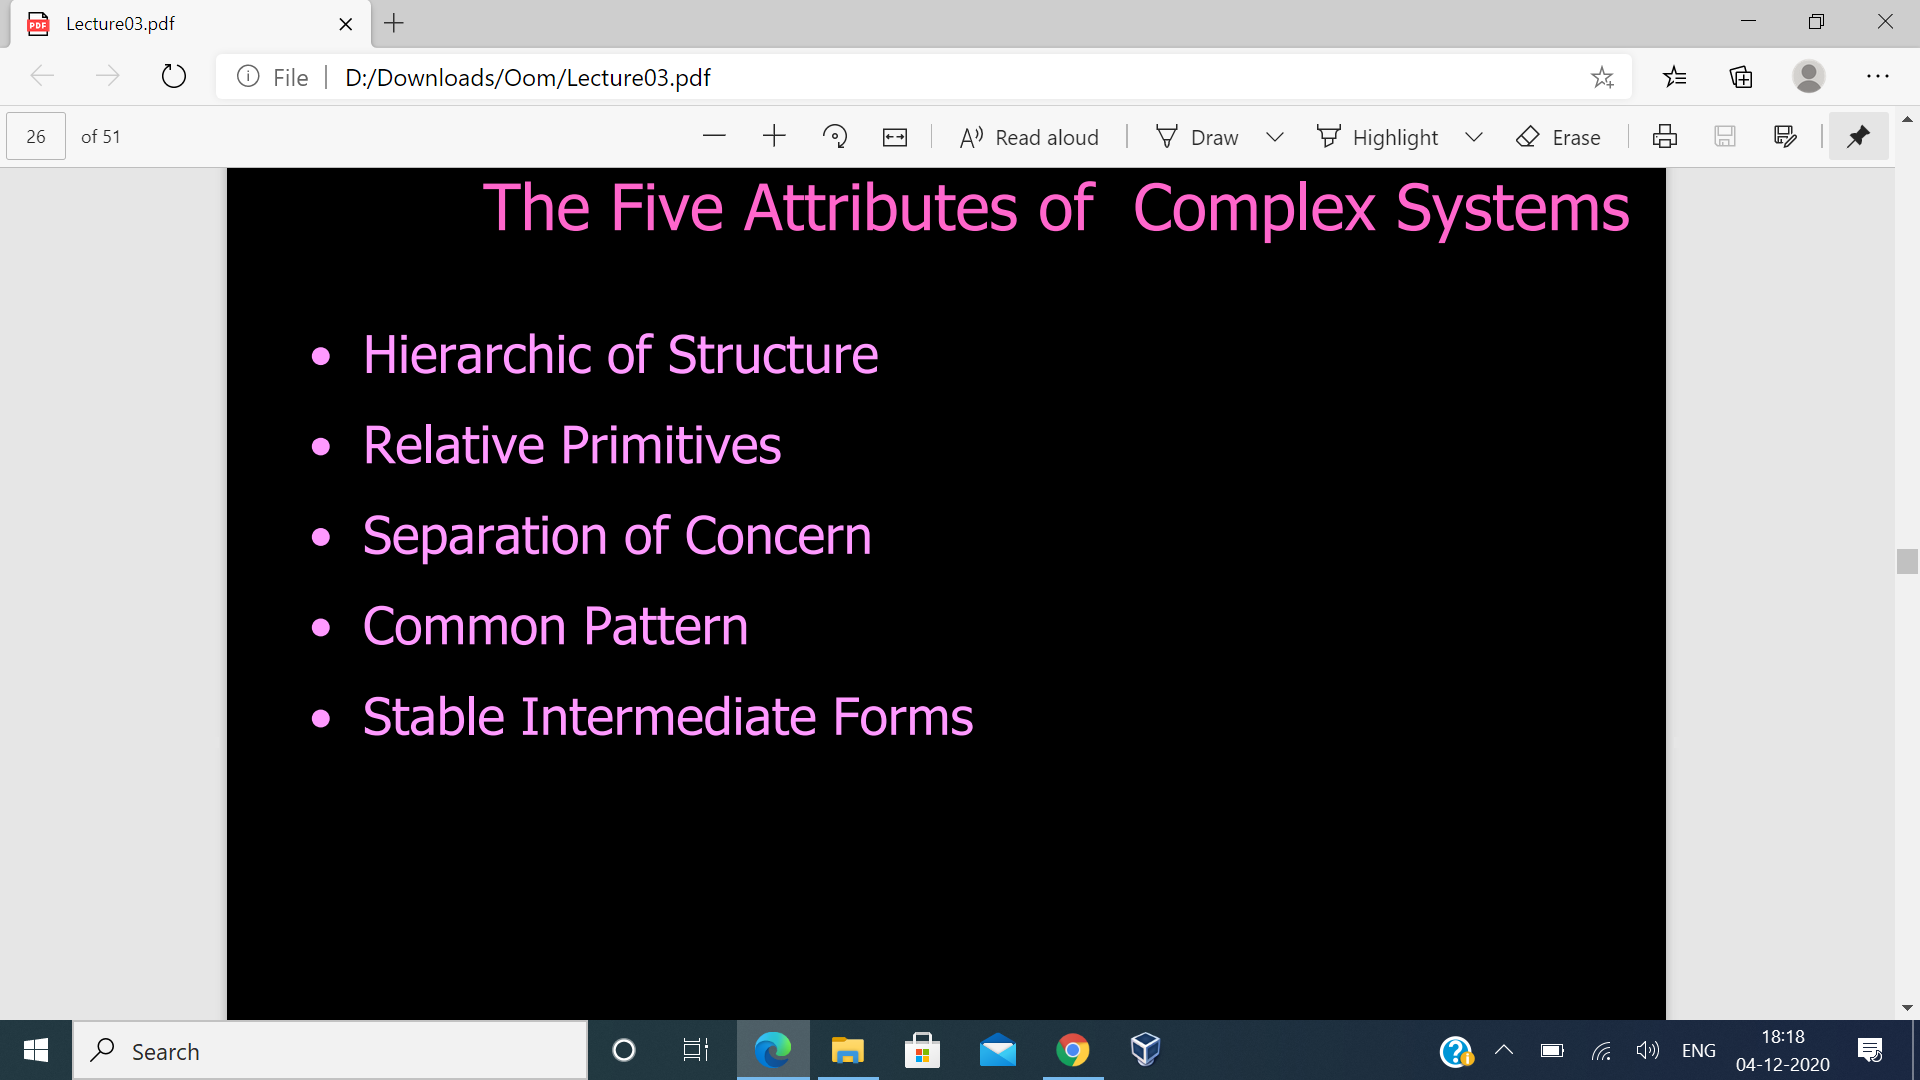 Lecture03.pdf
File D:/Downloads/Oom/Lecture03.pdf
26 of 51 Read aloud Draw Highlight Erase
The Five Attributes of Complex Systems
• Hierarchic of Structure
• Relative Primitives
• Separation of Concern
• Common Pattern
• Stable Intermediate Forms
Search
ENG
18:18
04-12-2020